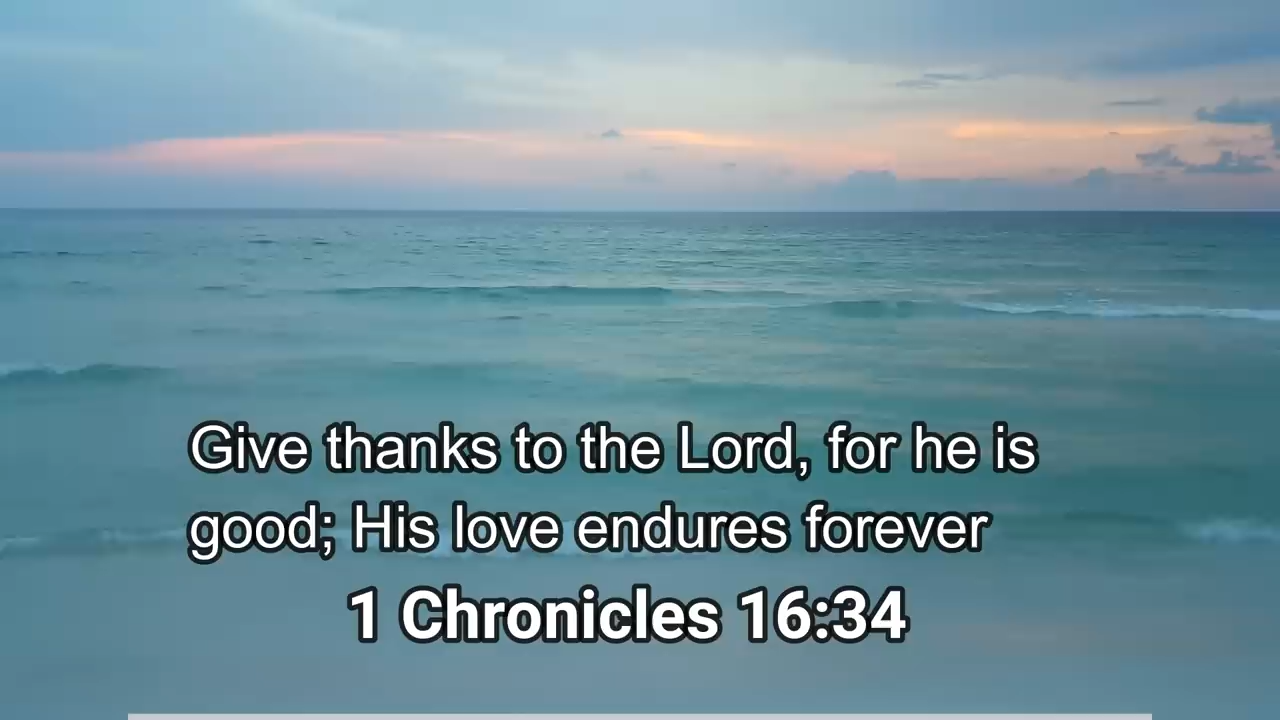 Give thanks to the Lord, for he is
good; His love endures forever
1 Chronicles 16:34